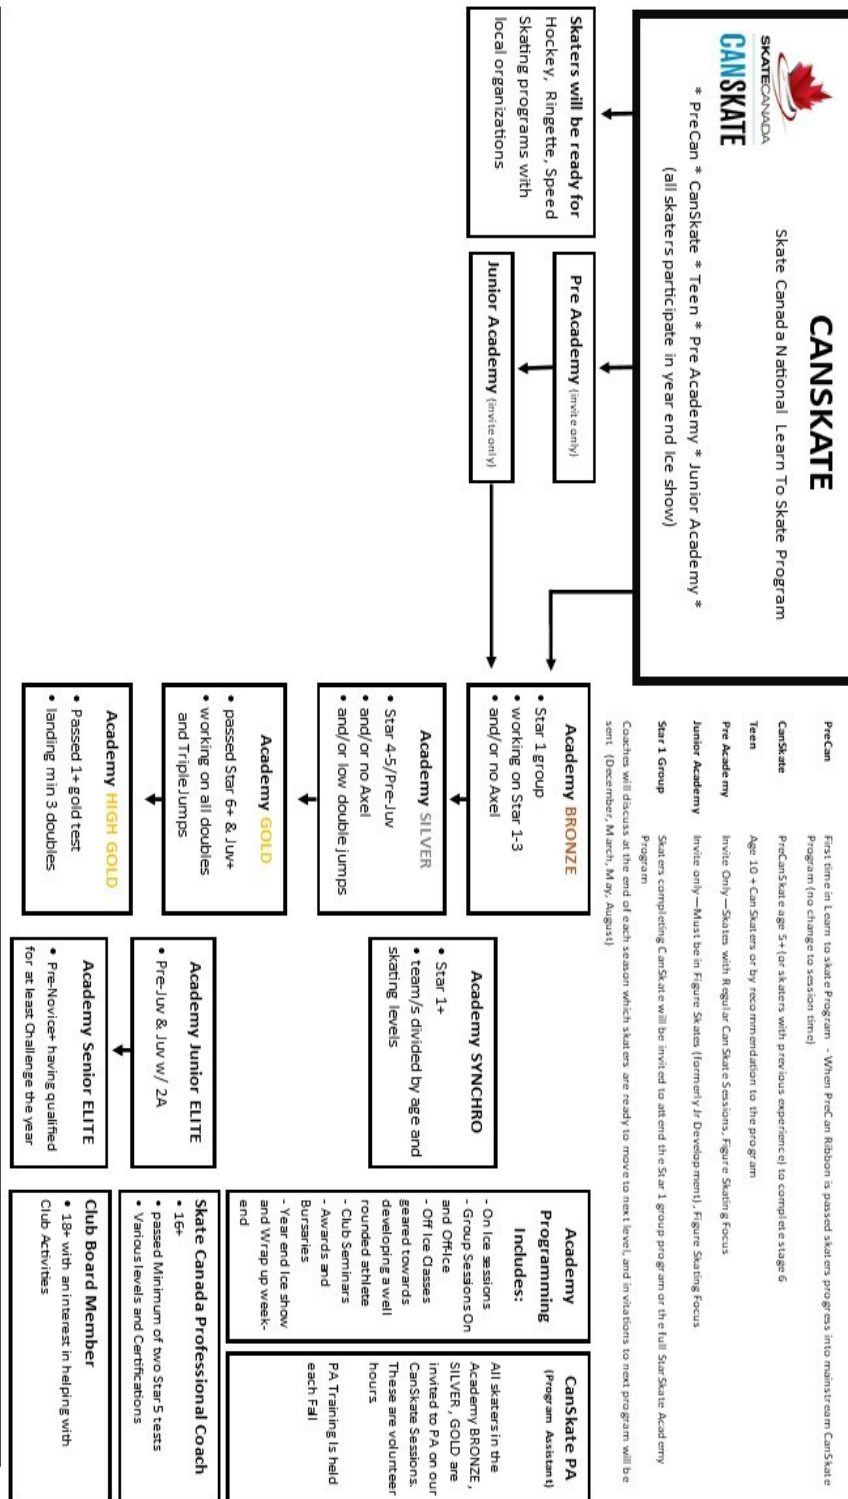 CANSKATE
Skate Canada National Learn To Skate Program
SKATECANADA
CANSKATE
* PreCan * CanSkate * Teen * Pre Academy * Junior Academy *
(all skaters participate in year end Ice show)
PreCan First time in Learn to skate Program - When PreCan Ribbon is passed skaters progress into mainstream CanSkate
Program (no change to session time)
CanSkate PreCanSkate age 5+ (or skaters with previous experience) to complete stage 6
Teen Age 10 + CanSkaters or by recommendation to the program
Pre Academy Invite Only—Skates with Regular CanSkate Sessions, Figure Skating Focus
Junior Academy Invite only—Must be in Figure Skates (formerly Jr Development), Figure Skating Focus
Star 1 Group Skaters completing CanSkate will be invited to attend the Star 1 group program or the full StarSkate Academy
Program
Coaches will discuss at the end of each season which skaters are ready to move to next level, and invitations to next program will be
sent (December, March, May, August)
Skaters will be ready for
Hockey, Ringette, Speed
Skating programs with
local organizations
Pre Academy (invite only)
Junior Academy (invite only)
Academy BRONZE
• Star 1 group
• working on Star 1-3
• and/or no Axel
Academy SILVER
• Star 4-5/Pre-Juv
• and/or no Axel
• and/or low double jumps
Academy GOLD
• passed Star 6+ & Juv+
• working on all doubles
and Triple Jumps
Academy HIGH GOLD
• Passed 1+ gold test
• landing min 3 doubles
Academy SYNCHRO
• Star 1+
• team/s divided by age and
skating levels
Academy Junior ELITE
• Pre-Juv & Juv w/ 2A
Academy Senior ELITE
• Pre-Novice+ having qualified
for at least Challenge the year
Academy
Programming
Includes:
- On Ice sessions
- Group Sessions On
and Off-Ice
- Off Ice Classes
geared towards
developing a well
rounded athlete
- Club Seminars
- Awards and
Bursaries
- Year end Ice show
and Wrap up week-
end
CanSkate PA
(Program Assistant)
All skaters in the
Academy BRONZE,
SILVER, GOLD are
invited to PA on our
CanSkate Sessions.
These are volunteer
hours
PA Training Is held
each Fall
Skate Canada Professional Coach
• 16+
• passed Minimum of two Star 5 tests
• Various levels and Certifications
Club Board Member
• 18+ with an interest in helping with
Club Activities